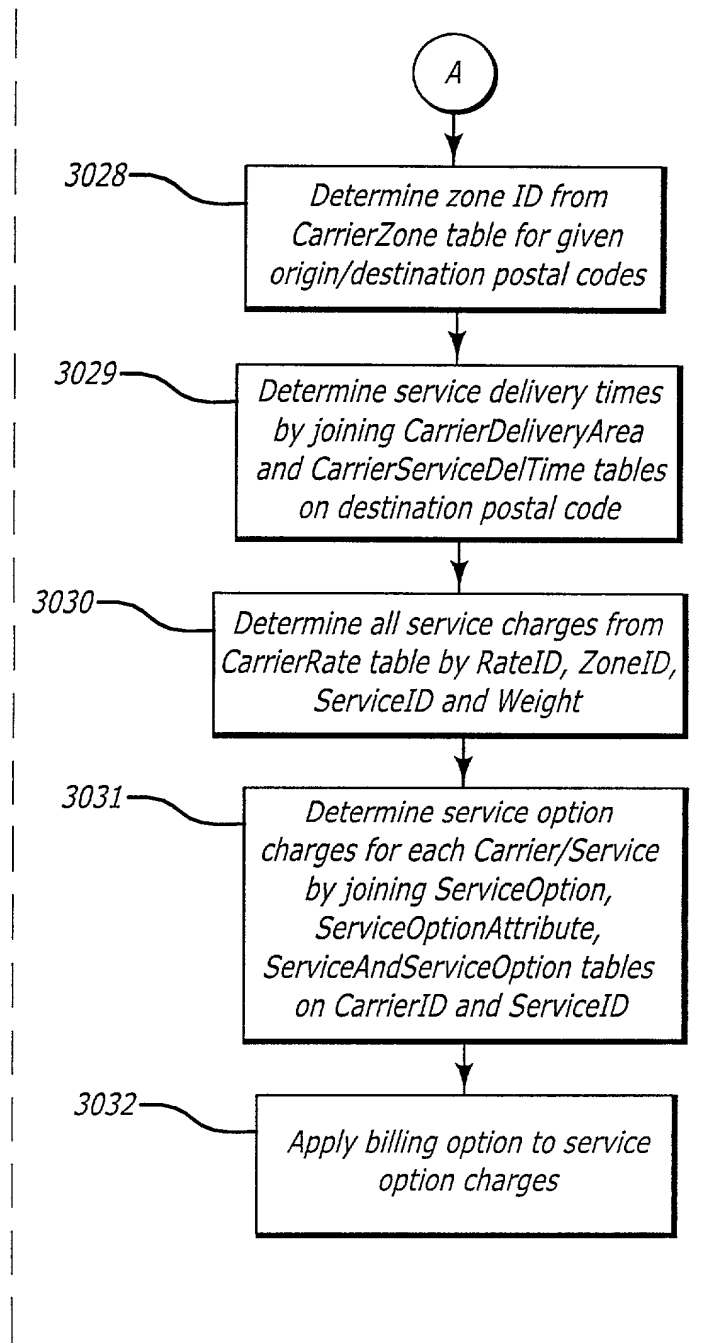 A
3028
Determine zone ID from
CarrierZone table for given
origin/destination postal codes
3029
Determine service delivery times
by joining CarrierDeliveryArea
and CarrierServiceDelTime tables
on destination postal code
3030
Determine all service charges from
CarrierRate table by RateID, ZoneID,
ServiceID and Weight
3031
Determine service option
charges for each Carrier/Service
by joining ServiceOption,
ServiceOptionAttribute,
ServiceAndServiceOption tables
on CarrierID and ServiceID
3032
Apply billing option to service
option charges